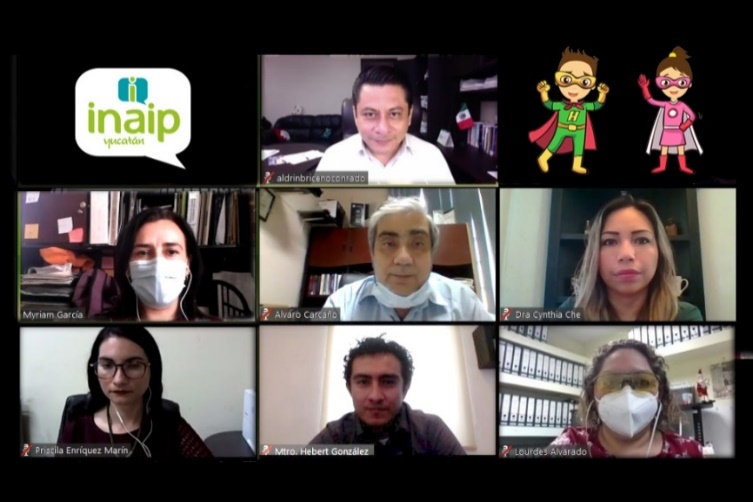 inaip
yucatán
aldrinbricenoconrado
H
Myriam García
Alvaro Carcaño
Dra Cynthia Che
Priscila Enríquez Marín
Mtro. Hebert González
Lourdes Alvarado